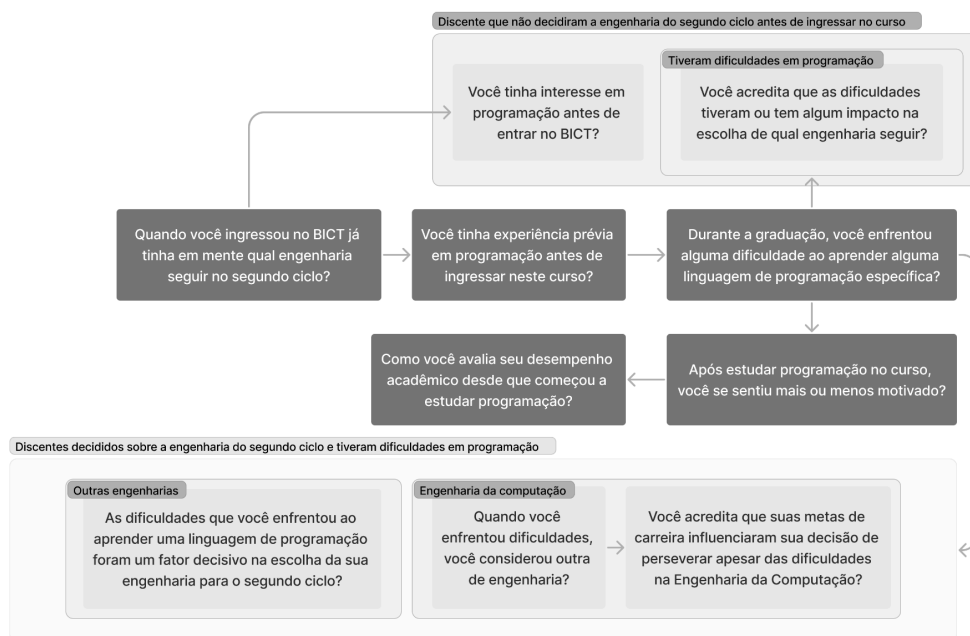 Discente que não decidiram a engenharia do segundo ciclo antes de ingressar no curso
Tiveram dificuldades em programação
Você tinha interesse em
programação antes de
entrar no BICT?
Você acredita que as dificuldades
tiveram ou tem algum impacto na
escolha de qual engenharia seguir?
Quando você ingressou no BICT já
tinha em mente qual engenharia
seguir no segundo ciclo?
Você tinha experiência prévia
em programação antes de
ingressar neste curso?
Durante a graduação, você enfrentou
alguma dificuldade ao aprender alguma
linguagem de programação específica?
Como você avalia seu desempenho
acadêmico desde que começou a
estudar programação?
Após estudar programação no curso,
você se sentiu mais ou menos motivado?
Discentes decididos sobre a engenharia do segundo ciclo e tiveram dificuldades em programação
Outras engenharias
As dificuldades que você enfrentou ao
aprender uma linguagem de programação
foram um fator decisivo na escolha da sua
engenharia para o segundo ciclo?
Engenharia da computação
Quando você
enfrentou dificuldades,
você considerou outra
de engenharia?
Você acredita que suas metas de
carreira influenciaram sua decisão de
perseverar apesar das dificuldades
na Engenharia da Computação?